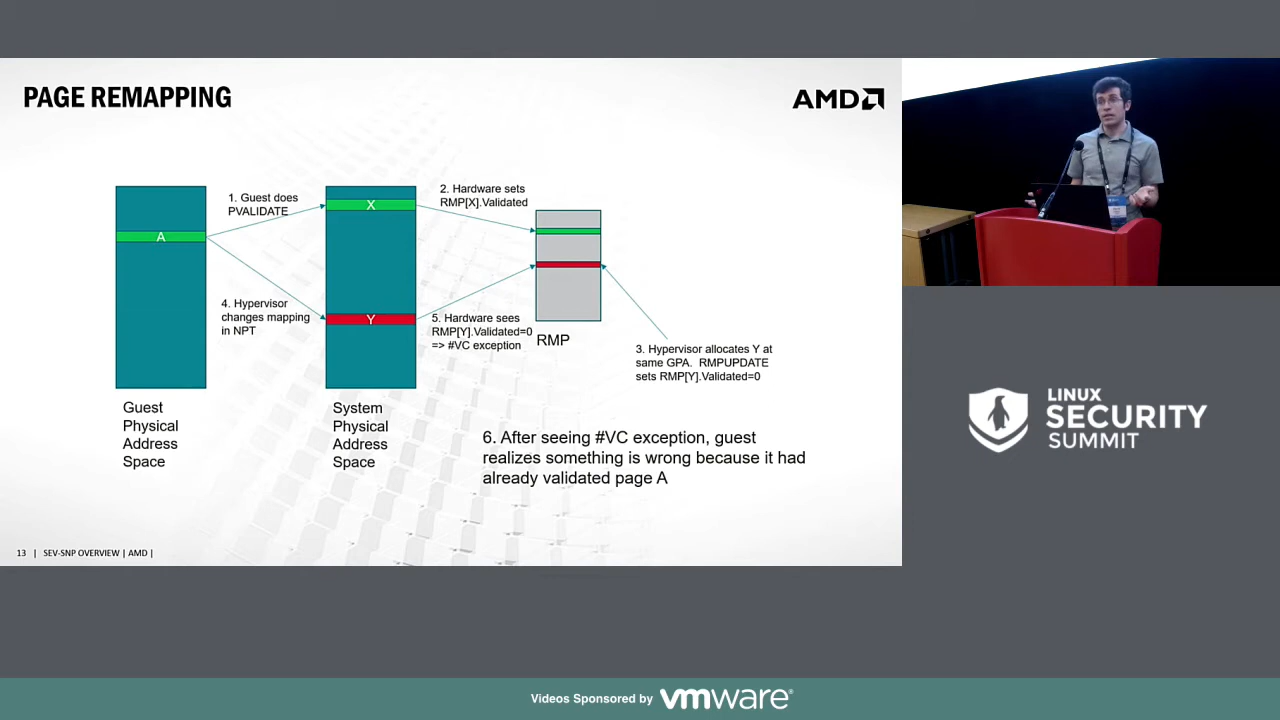 PAGE REMAPPING
AMD
1. Guest does
PVALIDATE
2. Hardware sets
RMP[X].Validated
X
A
4. Hypervisor
changes mapping
in NPT
Y
5. Hardware sees
RMP[Y].Validated=0
=> #VC exception
RMP
3. Hypervisor allocates Y at
same GPA. RMPUPDATE
sets RMP[Y].Validated=0
Guest
Physical
Address
Space
System
Physical
Address
Space
6. After seeing #VC exception, guest
realizes something is wrong because it had
already validated page A
13 | SEV-SNP OVERVIEW | AMD |
LINUX
SECURITY
SUMMIT
Videos Sponsored by vmware®